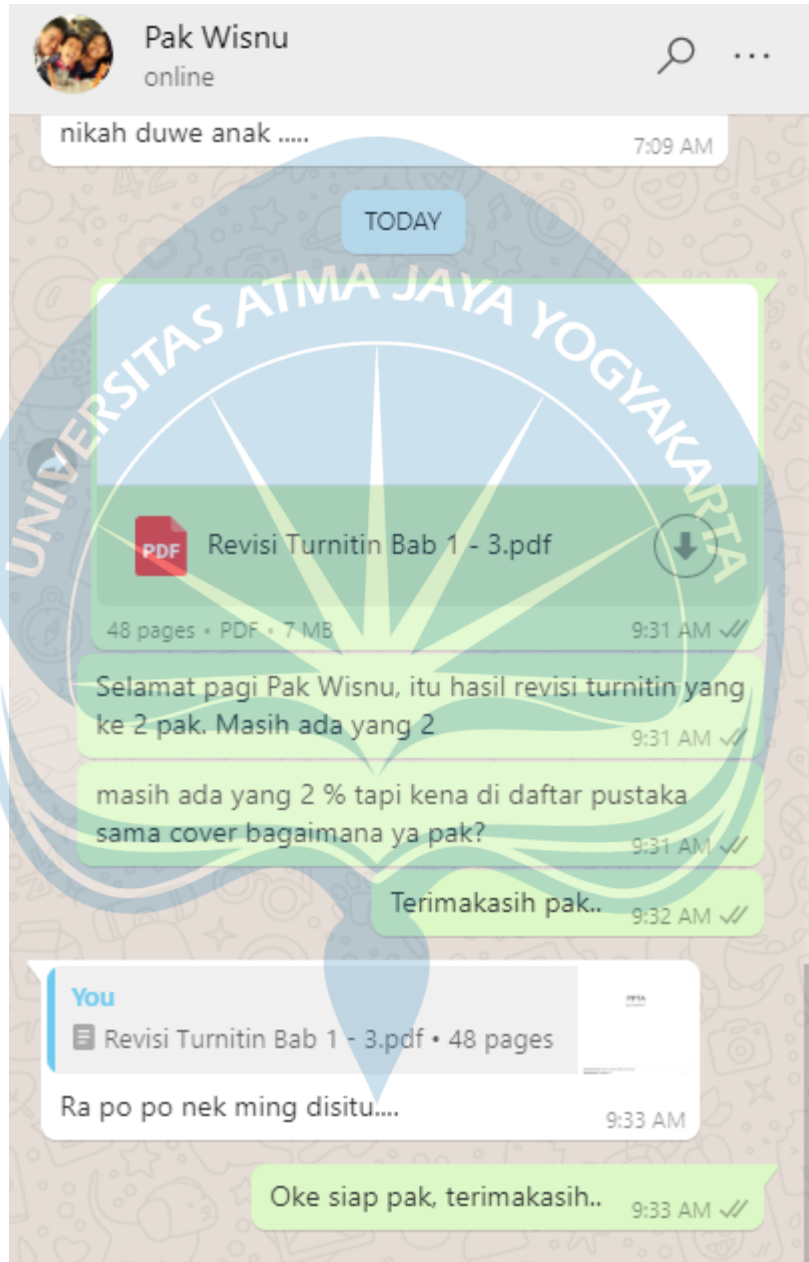 Pak Wisnu
online
nikah duwe anak .....
7:09 AM
TODAY
UNIVERSITAS ATMA JAYA YOGYAKARTA
PDF
Revisi Turnitin Bab 1 - 3.pdf
48 pages • PDF • 7 MB
9:31 AM
Selamat pagi Pak Wisnu, itu hasil revisi turnitin yang
ke 2 pak. Masih ada yang 2
9:31 AM
masih ada yang 2 % tapi kena di daftar pustaka
sama cover bagaimana ya pak?
9:31 AM
Terimakasih pak..
9:32 AM
You
Revisi Turnitin Bab 1 - 3.pdf • 48 pages
Ra po po nek ming disitu....
9:33 AM
Oke siap pak, terimakasih..
9:33 AM